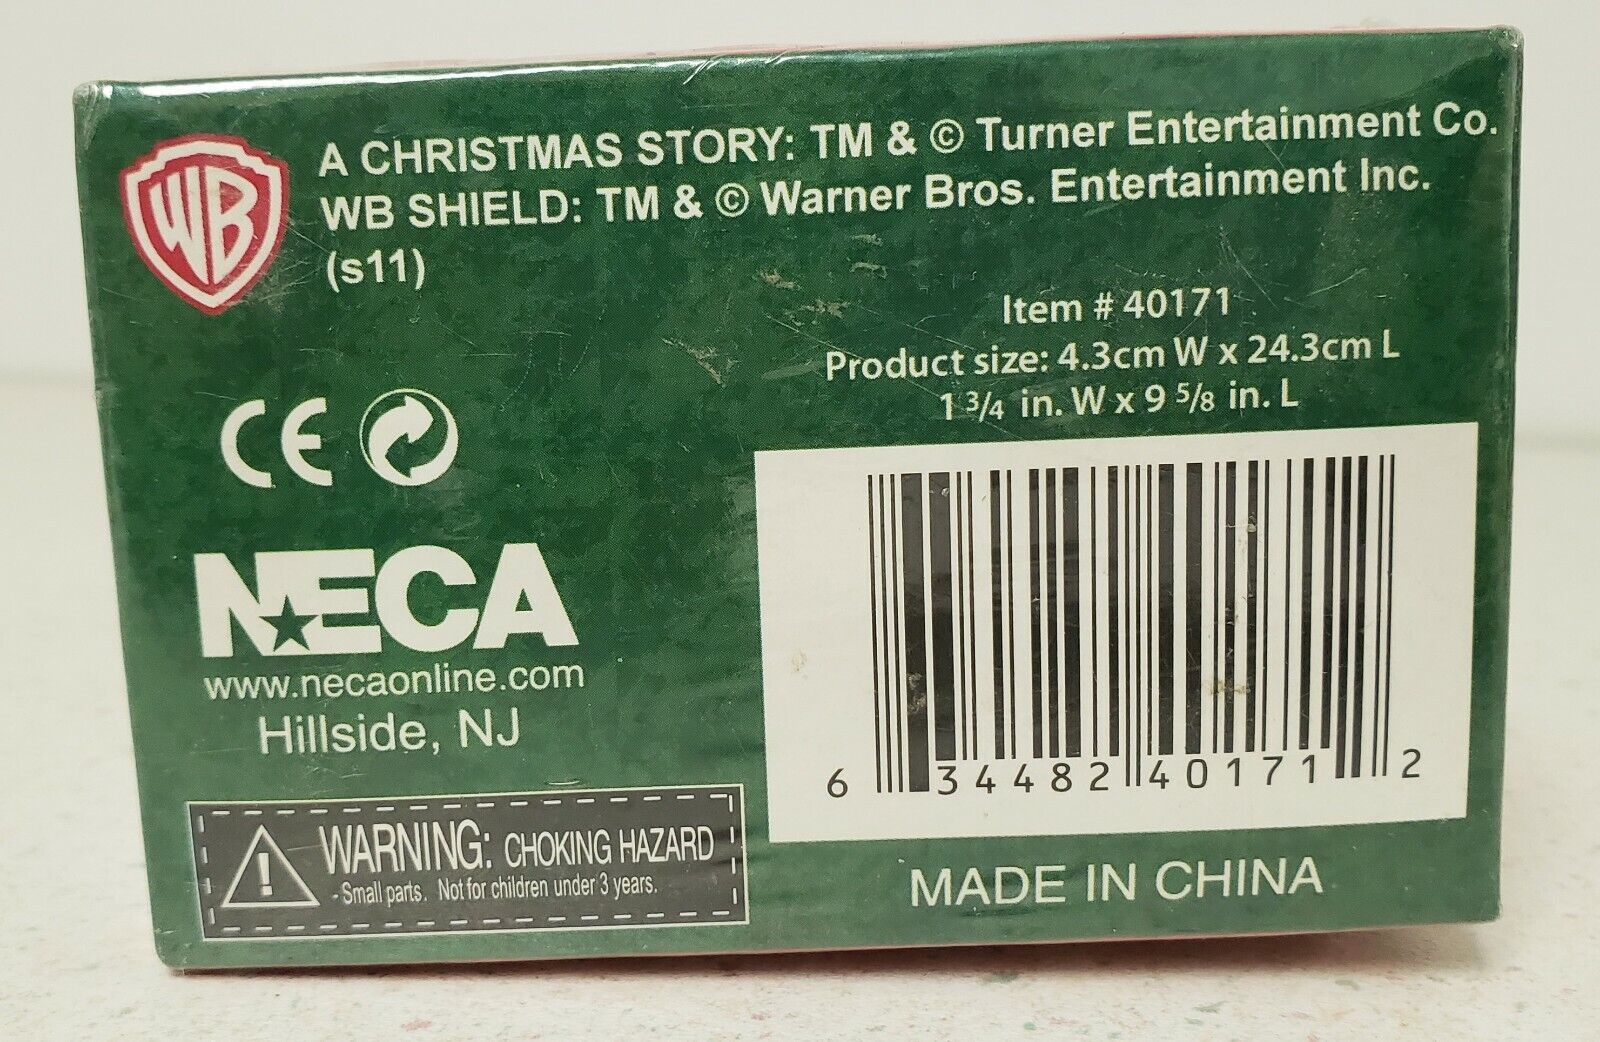 WB
A CHRISTMAS STORY: TM & © Turner Entertainment Co.
WB SHIELD: TM & © Warner Bros. Entertainment Inc.
(s11)
Item # 40171
Product size: 4.3cm W x 24.3cm L
1 3/4 in. W x 9 5/8 in. L
CE
NECA
www.necaonline.com
Hillside, NJ
6 34482 40171 2
WARNING: CHOKING HAZARD
- Small parts. Not for children under 3 years.
MADE IN CHINA